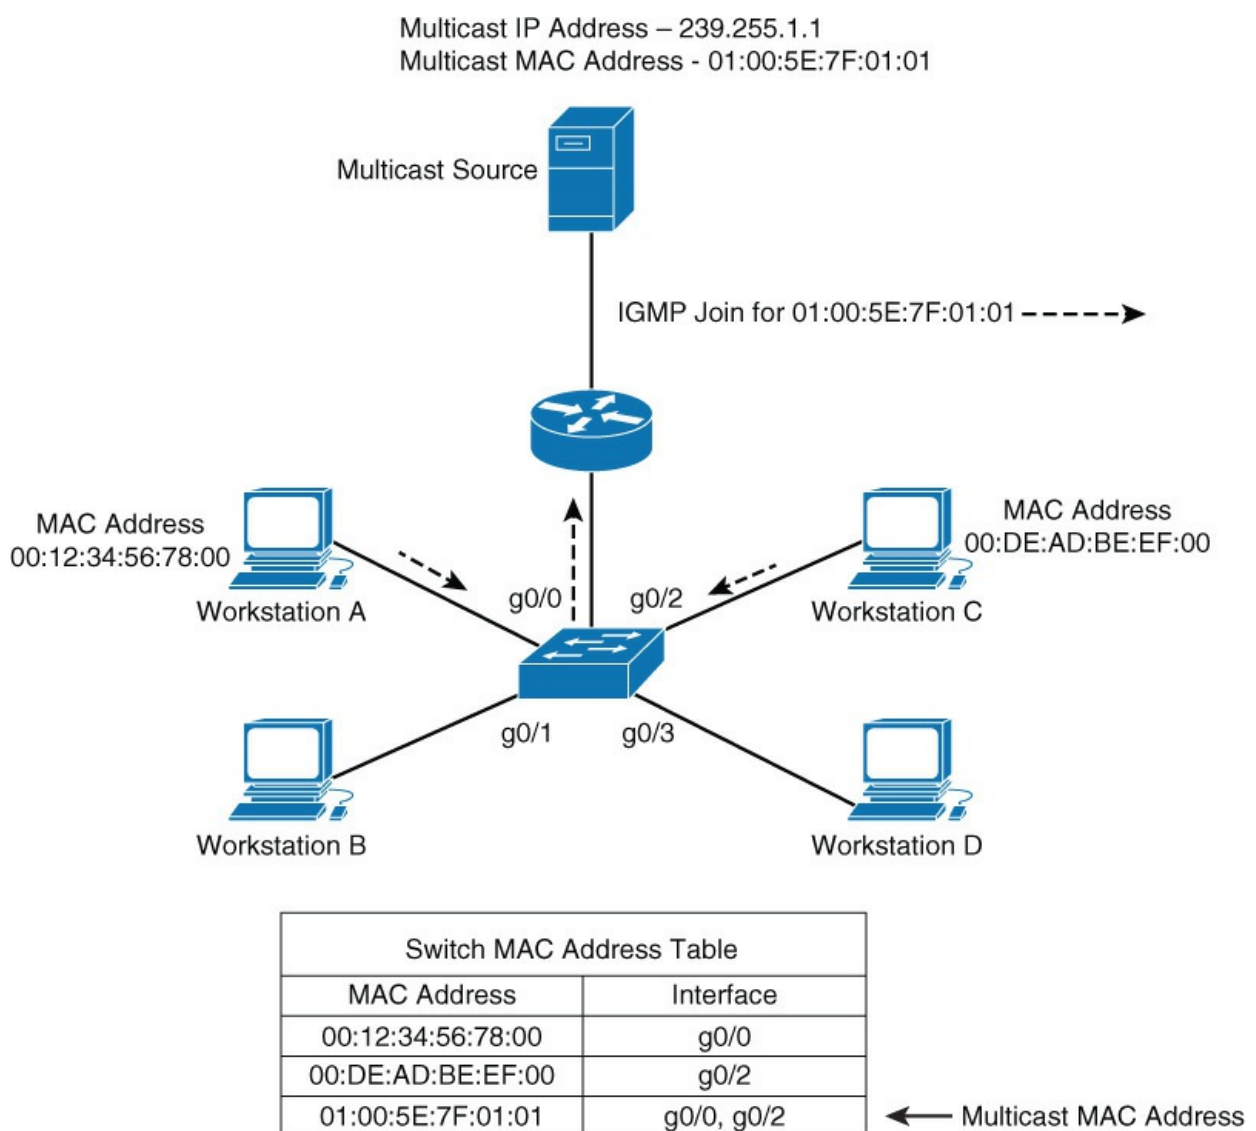 Multicast IP Address – 239.255.1.1
Multicast MAC Address - 01:00:5E:7F:01:01
Multicast Source
IGMP Join for 01:00:5E:7F:01:01
MAC Address
00:12:34:56:78:00
Workstation A
MAC Address
00:DE:AD:BE:EF:00
Workstation C
g0/0
g0/2
g0/1
g0/3
Workstation B
Workstation D
Switch MAC Address Table
MAC Address Interface
00:12:34:56:78:00 g0/0
00:DE:AD:BE:EF:00 g0/2
01:00:5E:7F:01:01 g0/0, g0/2
Multicast MAC Address